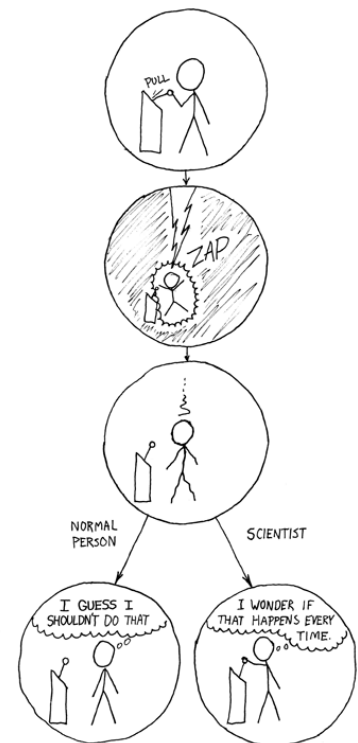 PULL
ZAP
NORMAL
PERSON
SCIENTIST
I GUESS I
SHOULDN'T DO THAT
I WONDER IF
THAT HAPPENS EVERY
TIME.